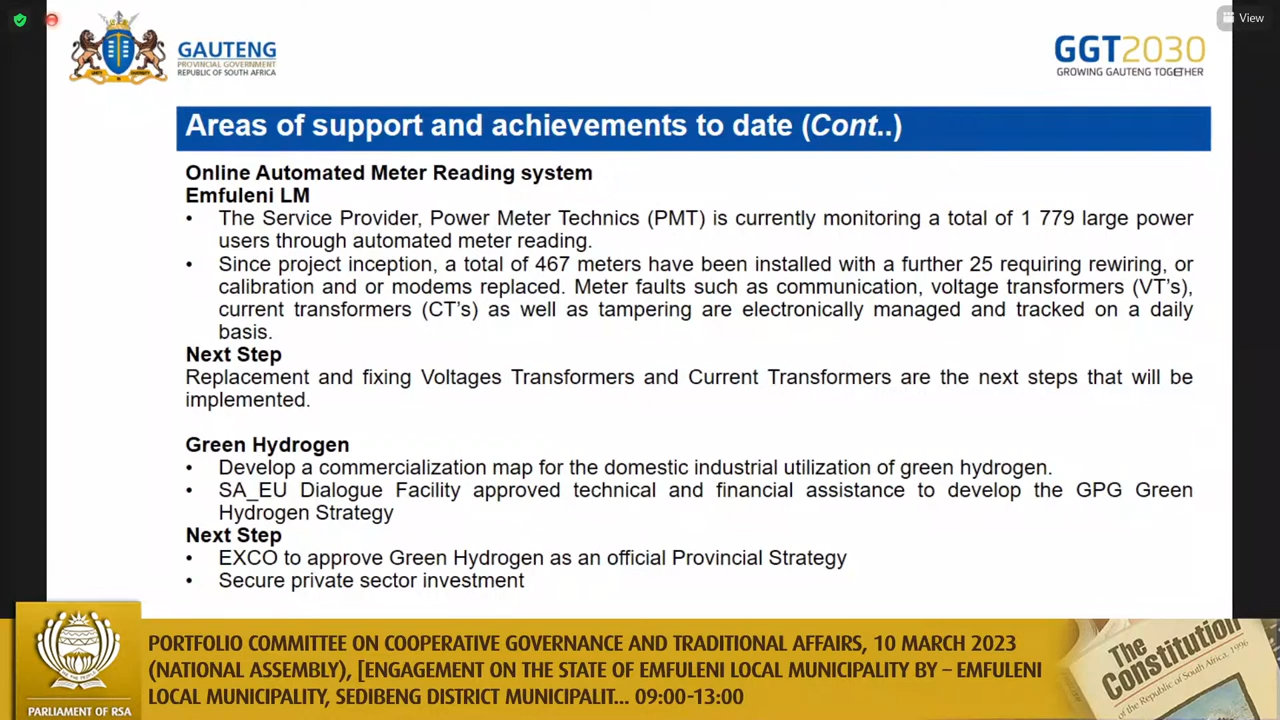 View
GAUTENG
PROVINCIAL GOVERNMENT
REPUBLIC OF SOUTH AFRICA
GGT2030
GROWING GAUTENG TOGETHER
Areas of support and achievements to date (Cont..)
Online Automated Meter Reading system
Emfuleni LM
• The Service Provider, Power Meter Technics (PMT) is currently monitoring a total of 1 779 large power
users through automated meter reading.
• Since project inception, a total of 467 meters have been installed with a further 25 requiring rewiring, or
calibration and or modems replaced. Meter faults such as communication, voltage transformers (VT's),
current transformers (CT's) as well as tampering are electronically managed and tracked on a daily
basis.
Next Step
Replacement and fixing Voltages Transformers and Current Transformers are the next steps that will be
implemented.
Green Hydrogen
• Develop a commercialization map for the domestic industrial utilization of green hydrogen.
• SA_EU Dialogue Facility approved technical and financial assistance to develop the GPG Green
Hydrogen Strategy
Next Step
• EXCO to approve Green Hydrogen as an official Provincial Strategy
• Secure private sector investment
PARLIAMENT OF RSA
PORTFOLIO COMMITTEE ON COOPERATIVE GOVERNANCE AND TRADITIONAL AFFAIRS, 10 MARCH 2023
(NATIONAL ASSEMBLY), [ENGAGEMENT ON THE STATE OF EMFULENI LOCAL MUNICIPALITY BY – EMFULENI
LOCAL MUNICIPALITY, SEDIBENG DISTRICT MUNICIPALIT... 09:00-13:00
The
Constitution
of the Republic of South Africa, 1996